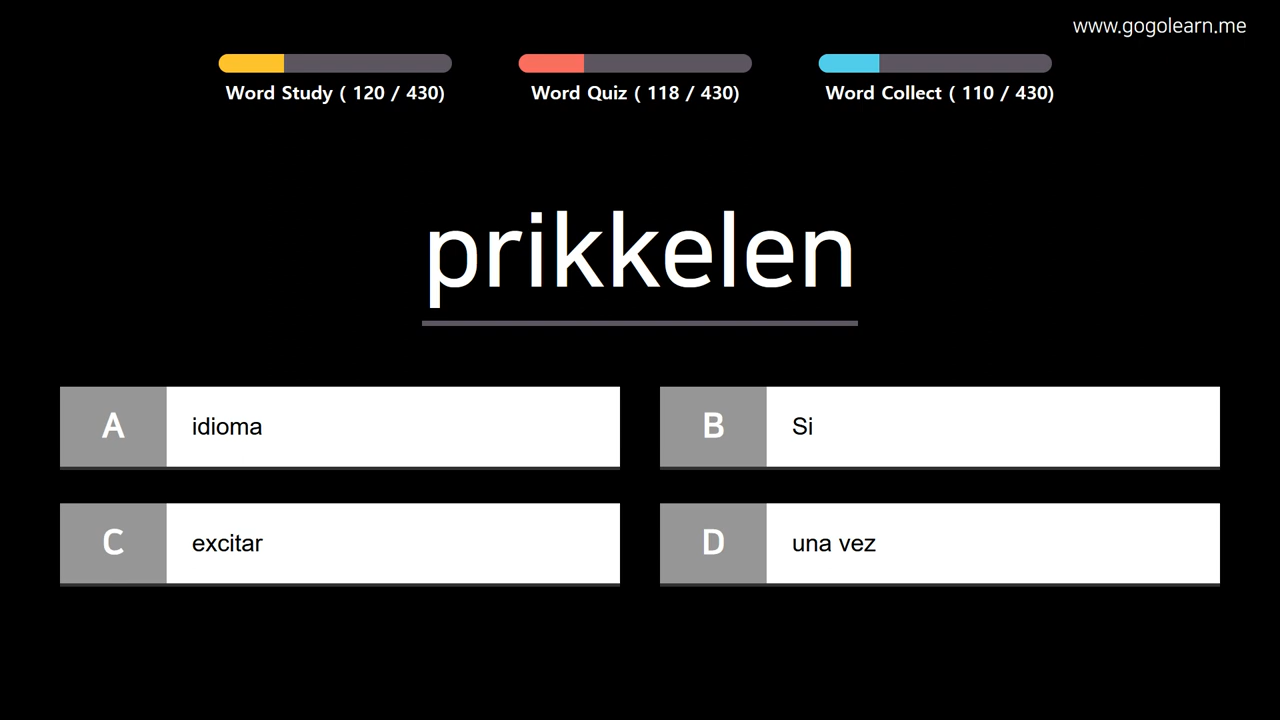 www.gogolearn.me
Word Study ( 120 / 430)
Word Quiz ( 118 / 430)
Word Collect ( 110 / 430)
prikkelen
A idioma
B Si
C excitar
D una vez